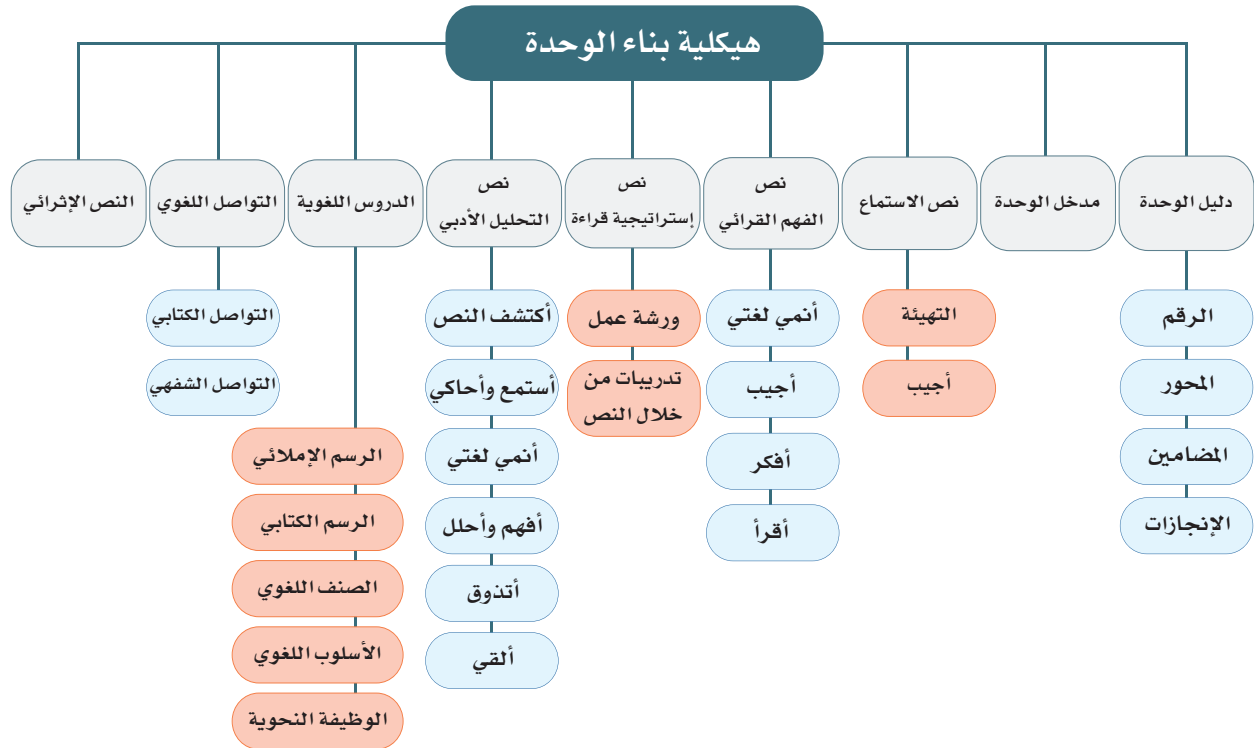 هيكلية بناء الوحدة
دليل الوحدة
مدخل الوحدة
نص الاستماع
نص
الفهم القرائي
نص
إستراتيجية قراءة
نص
التحليل الأدبي
الدروس اللغوية
التواصل اللغوي
النص الإثرائي
الرقم
المحور
المضامين
الإنجازات
التهيئة
أجيب
أنمي لغتي
أجيب
أفكر
أقرأ
ورشة عمل
تدريبات من
خلال النص
أكتشف النص
أستمع وأحاكي
أنمي لغتي
أفهم وأحلل
أتذوق
ألقي
الرسم الإملائي
الرسم الكتابي
الصنف اللغوي
الأسلوب اللغوي
الوظيفة النحوية
التواصل الكتابي
التواصل الشفهي